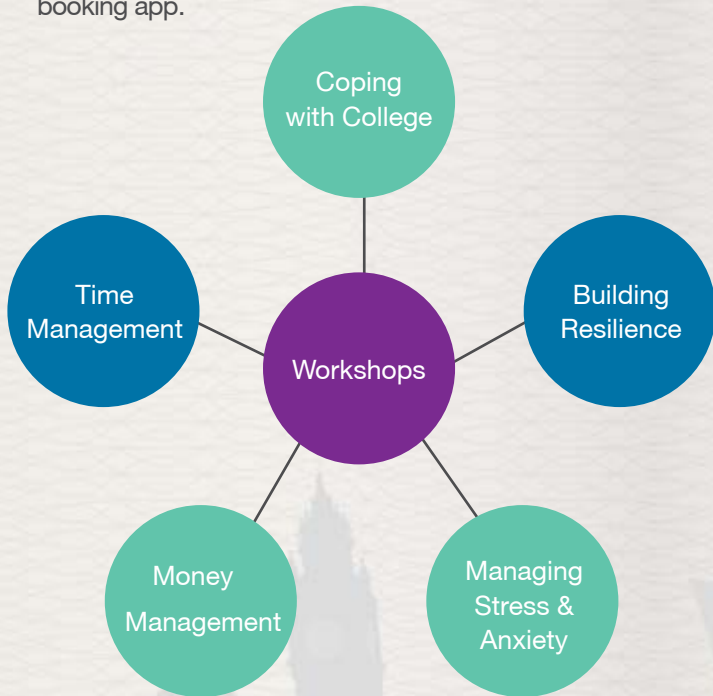 booking app.
Coping
with College
Time
Management
Building
Resilience
Workshops
Money
Management
Managing
Stress &
Anxiety